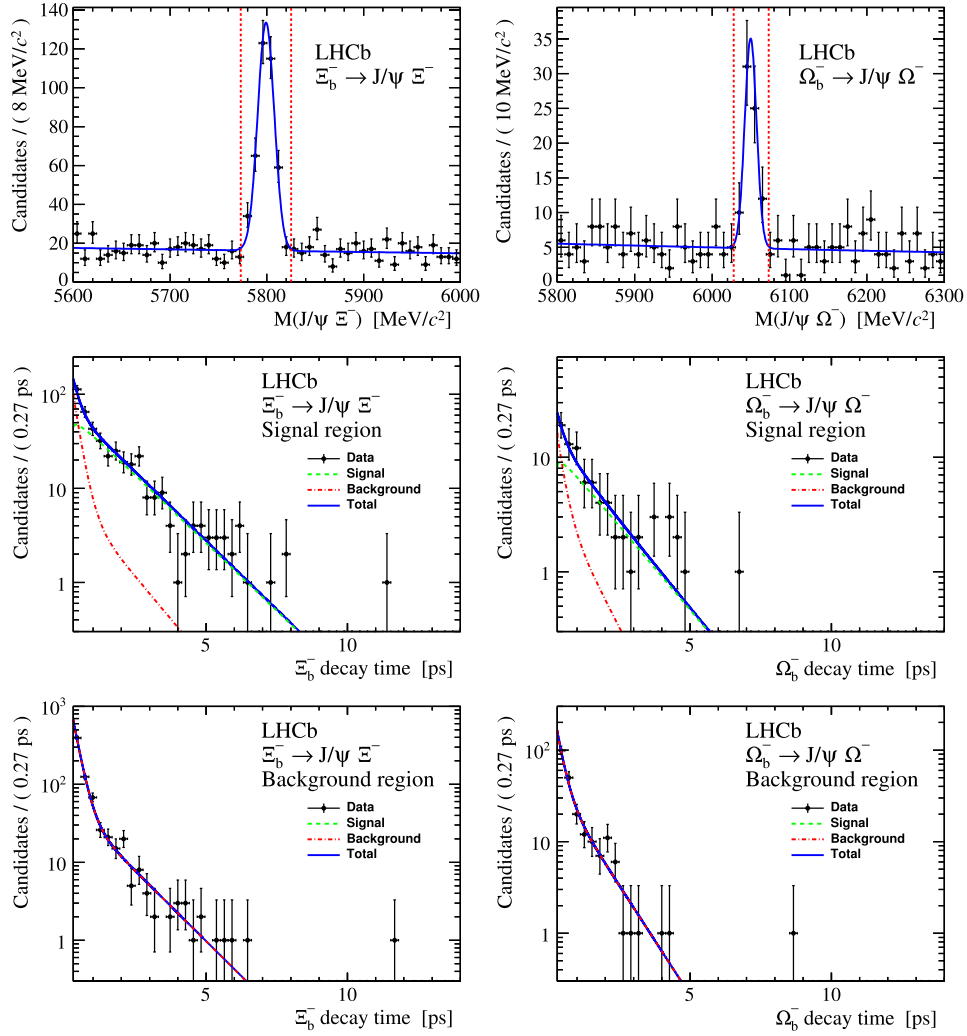 Candidates / ( 8 MeV/c²)
140
120
100
80
60
40
20
0
LHCb
Ξb⁻ → J/ψ Ξ⁻
5600 5700 5800 5900 6000
M(J/ψ Ξ⁻) [MeV/c²]
Candidates / ( 10 MeV/c²)
35
30
25
20
15
10
5
0
LHCb
Ωb⁻ → J/ψ Ω⁻
5800 5900 6000 6100 6200 6300
M(J/ψ Ω⁻) [MeV/c²]
Candidates / ( 0.27 ps )
10²
10
1
LHCb
Ξb⁻ → J/ψ Ξ⁻
Signal region
Data
Signal
Background
Total
5 10
Ξb⁻ decay time [ps]
Candidates / ( 0.27 ps )
10
1
LHCb
Ωb⁻ → J/ψ Ω⁻
Signal region
Data
Signal
Background
Total
5 10
Ωb⁻ decay time [ps]
Candidates / ( 0.27 ps )
10³
10²
10
1
LHCb
Ξb⁻ → J/ψ Ξ⁻
Background region
Data
Signal
Background
Total
5 10
Ξb⁻ decay time [ps]
Candidates / ( 0.27 ps )
10²
10
1
LHCb
Ωb⁻ → J/ψ Ω⁻
Background region
Data
Signal
Background
Total
5 10
Ωb⁻ decay time [ps]